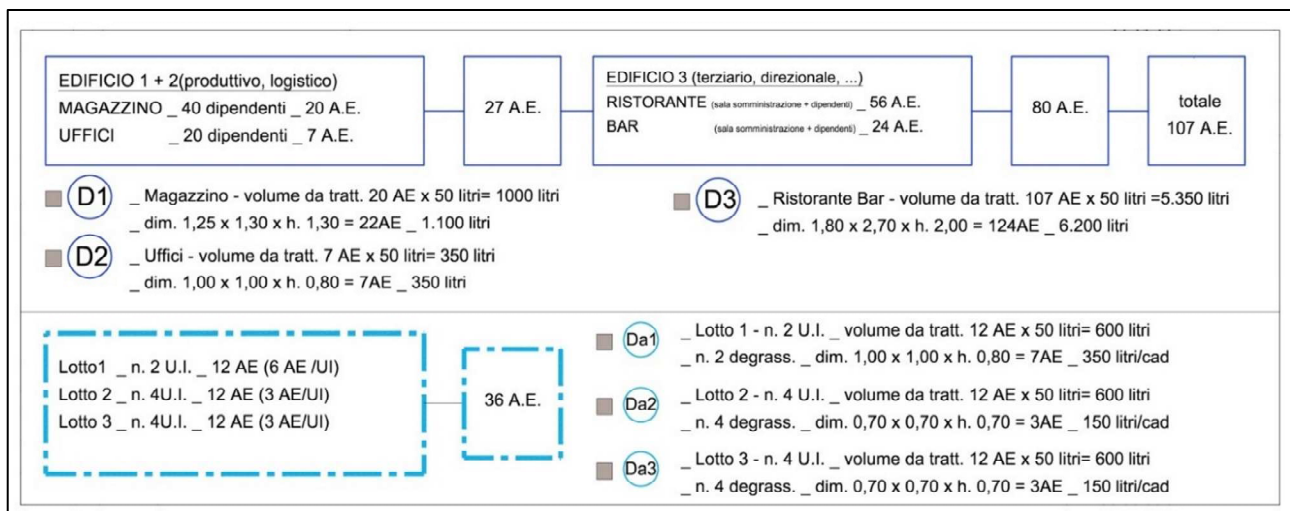 EDIFICIO 1 + 2(produttivo, logistico)
MAGAZZINO _ 40 dipendenti _ 20 A.E.
UFFICI _ 20 dipendenti _ 7 A.E.
27 A.E.
EDIFICIO 3 (terziario, direzionale, ...)
RISTORANTE (sala somministrazione + dipendenti) _ 56 A.E.
BAR (sala somministrazione + dipendenti) _ 24 A.E.
80 A.E.
totale
107 A.E.
D1 _ Magazzino - volume da tratt. 20 AE x 50 litri= 1000 litri
_ dim. 1,25 x 1,30 x h. 1,30 = 22AE _ 1.100 litri
D2 _ Uffici - volume da tratt. 7 AE x 50 litri= 350 litri
_ dim. 1,00 x 1,00 x h. 0,80 = 7AE _ 350 litri
D3 _ Ristorante Bar - volume da tratt. 107 AE x 50 litri =5.350 litri
_ dim. 1,80 x 2,70 x h. 2,00 = 124AE _ 6.200 litri
Lotto1 _ n. 2 U.I. _ 12 AE (6 AE /UI)
Lotto 2 _ n. 4U.I. _ 12 AE (3 AE/UI)
Lotto 3 _ n. 4U.I. _ 12 AE (3 AE/UI)
36 A.E.
Da1 _ Lotto 1 - n. 2 U.I. _ volume da tratt. 12 AE x 50 litri= 600 litri
_ n. 2 degrass. _ dim. 1,00 x 1,00 x h. 0,80 = 7AE _ 350 litri/cad
Da2 _ Lotto 2 - n. 4 U.I. _ volume da tratt. 12 AE x 50 litri= 600 litri
_ n. 4 degrass. _ dim. 0,70 x 0,70 x h. 0,70 = 3AE _ 150 litri/cad
Da3 _ Lotto 3 - n. 4 U.I. _ volume da tratt. 12 AE x 50 litri= 600 litri
_ n. 4 degrass. _ dim. 0,70 x 0,70 x h. 0,70 = 3AE _ 150 litri/cad